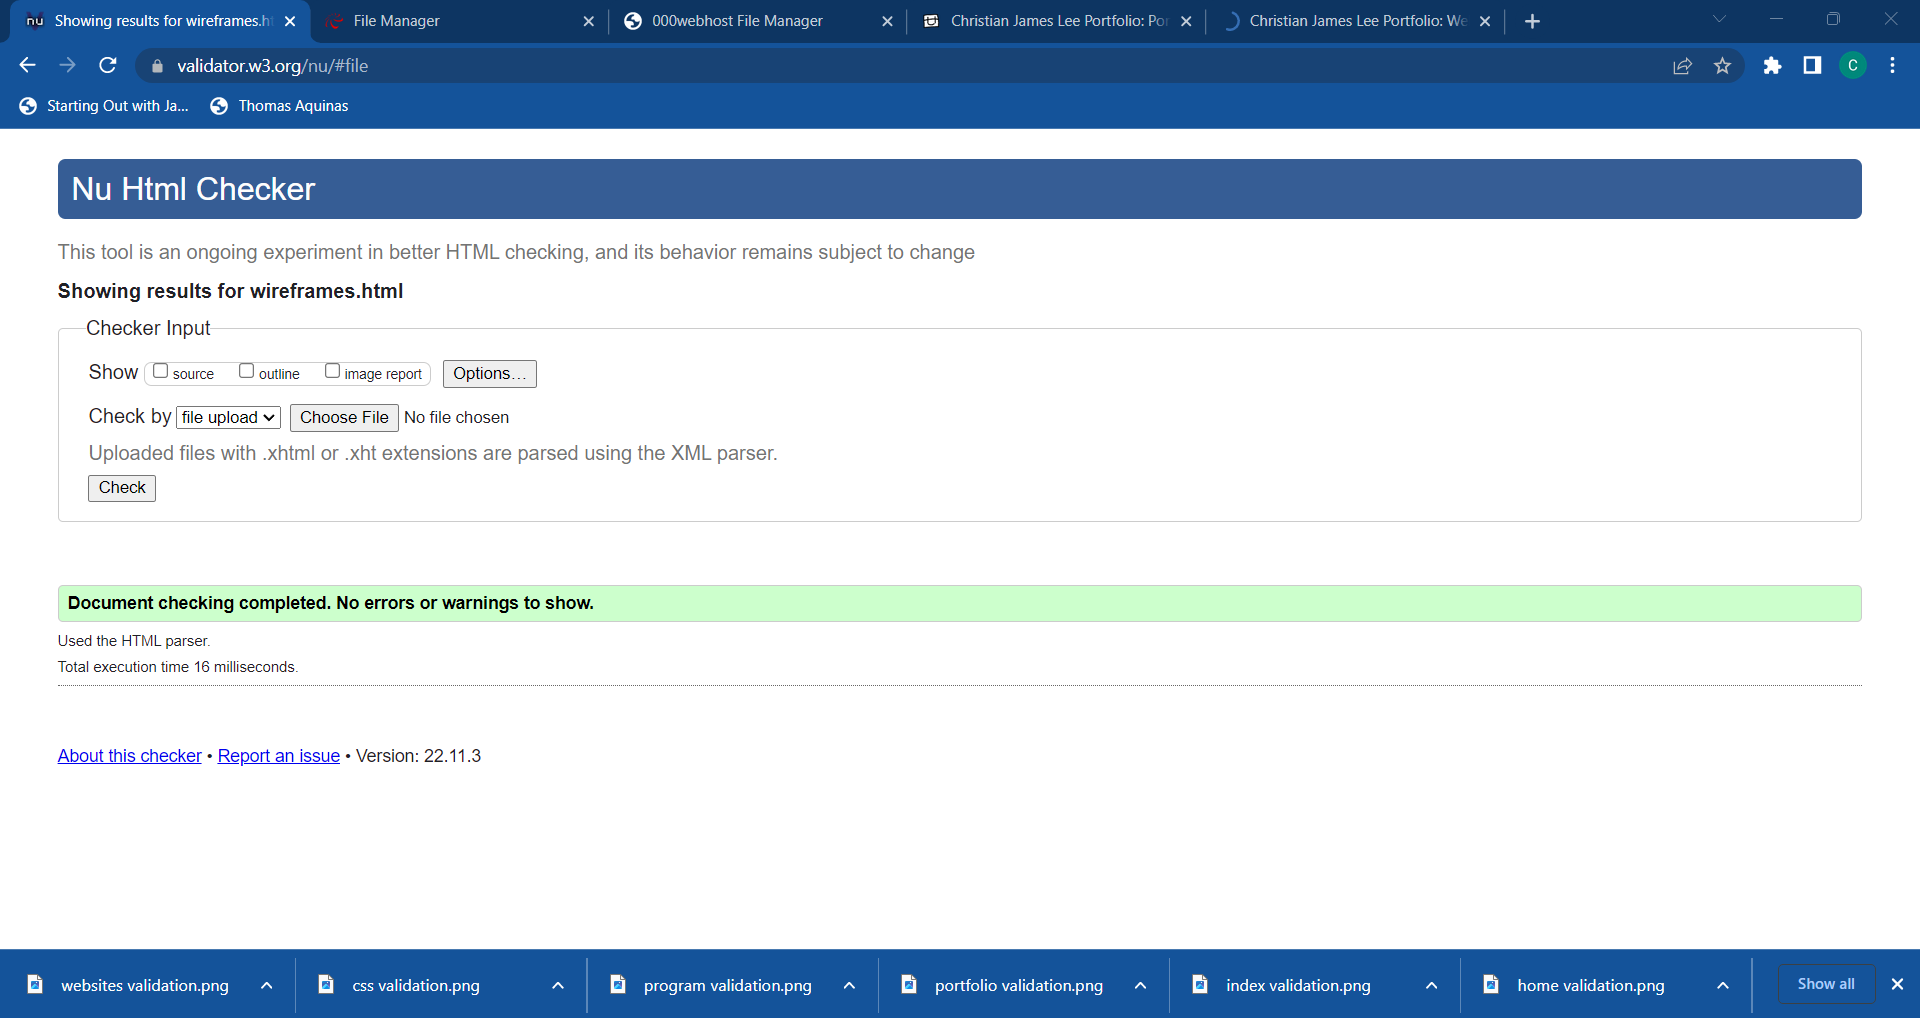 nu Showing results for wireframes.ht
File Manager
000webhost File Manager
Christian James Lee Portfolio: Por
Christian James Lee Portfolio: We
validator.w3.org/nu/#file
C
Starting Out with Ja...
Thomas Aquinas
Nu Html Checker
This tool is an ongoing experiment in better HTML checking, and its behavior remains subject to change
Showing results for wireframes.html
Checker Input
Show source outline image report Options...
Check by file upload Choose File No file chosen
Uploaded files with .xhtml or .xht extensions are parsed using the XML parser.
Check
Document checking completed. No errors or warnings to show.
Used the HTML parser.
Total execution time 16 milliseconds.
About this checker • Report an issue • Version: 22.11.3
websites validation.png
css validation.png
program validation.png
portfolio validation.png
index validation.png
home validation.png
Show all